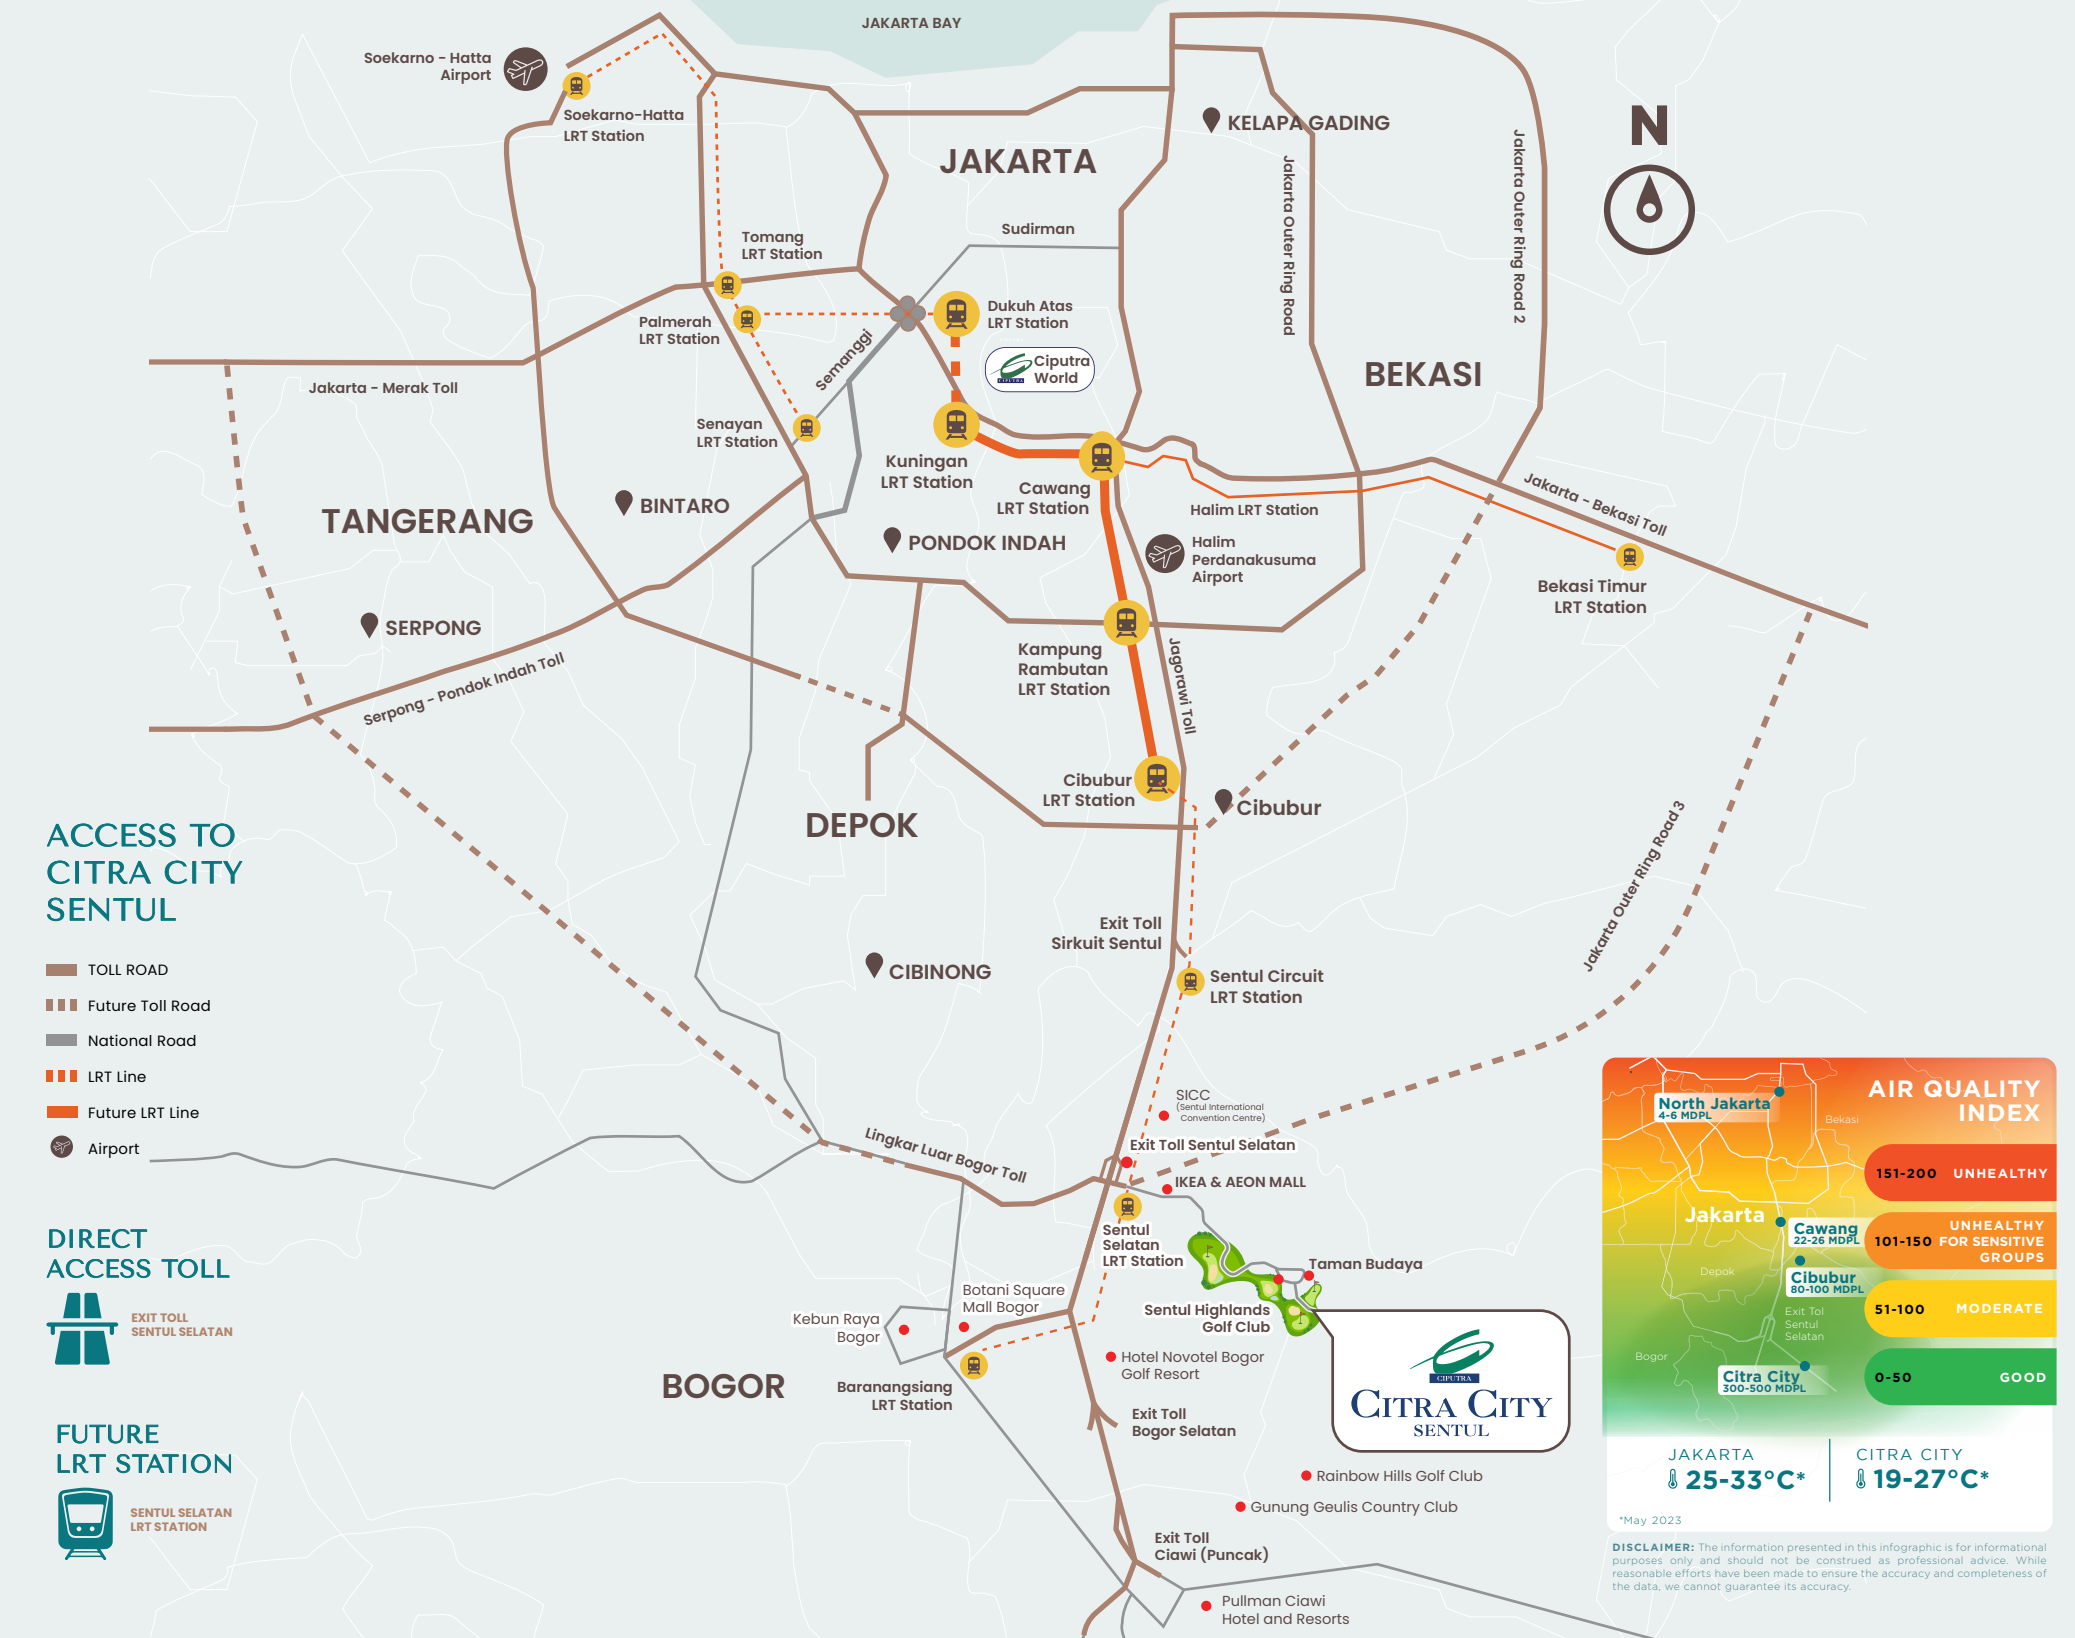 JAKARTA BAY
Soekarno - Hatta
Airport
Soekarno-Hatta
LRT Station
KELAPA GADING
N
JAKARTA
Jakarta Outer Ring Road
Jakarta Outer Ring Road 2
Sudirman
Tomang
LRT Station
Palmerah
LRT Station
Dukuh Atas
LRT Station
Semanggi
CIPUTRA
Ciputra
World
BEKASI
Jakarta - Merak Toll
Senayan
LRT Station
Kuningan
LRT Station
Cawang
LRT Station
Halim LRT Station
Jakarta - Bekasi Toll
TANGERANG
BINTARO
PONDOK INDAH
Halim
Perdanakusuma
Airport
Bekasi Timur
LRT Station
SERPONG
Serpong - Pondok Indah Toll
Kampung
Rambutan
LRT Station
Jagorawi Toll
Cibubur
LRT Station
Cibubur
DEPOK
Jakarta Outer Ring Road 3
ACCESS TO
CITRA CITY
SENTUL
TOLL ROAD
Future Toll Road
National Road
LRT Line
Future LRT Line
Airport
Exit Toll
Sirkuit Sentul
CIBINONG
Sentul Circuit
LRT Station
SICC
(Sentul International
Convention Centre)
Lingkar Luar Bogor Toll
Exit Toll Sentul Selatan
IKEA & AEON MALL
Sentul
Selatan
LRT Station
Taman Budaya
Sentul Highlands
Golf Club
DIRECT
ACCESS TOLL
EXIT TOLL
SENTUL SELATAN
FUTURE
LRT STATION
SENTUL SELATAN
LRT STATION
Kebun Raya
Bogor
Botani Square
Mall Bogor
BOGOR
Baranangsiang
LRT Station
Hotel Novotel Bogor
Golf Resort
Exit Toll
Bogor Selatan
CIPUTRA
CITRA CITY
SENTUL
Rainbow Hills Golf Club
Gunung Geulis Country Club
Exit Toll
Ciawi (Puncak)
Pullman Ciawi
Hotel and Resorts
AIR QUALITY
INDEX
North Jakarta
4-6 MDPL
Bekasi
151-200 UNHEALTHY
Jakarta
Cawang
22-26 MDPL
101-150 UNHEALTHY
FOR SENSITIVE
GROUPS
Depok
Cibubur
80-100 MDPL
Exit Tol
Sentul
Selatan
51-100 MODERATE
Bogor
Citra City
300-500 MDPL
0-50 GOOD
JAKARTA
25-33°C*
CITRA CITY
19-27°C*
*May 2023
DISCLAIMER: The information presented in this infographic is for informational
purposes only and should not be construed as professional advice. While
reasonable efforts have been made to ensure the accuracy and completeness of
the data, we cannot guarantee its accuracy.